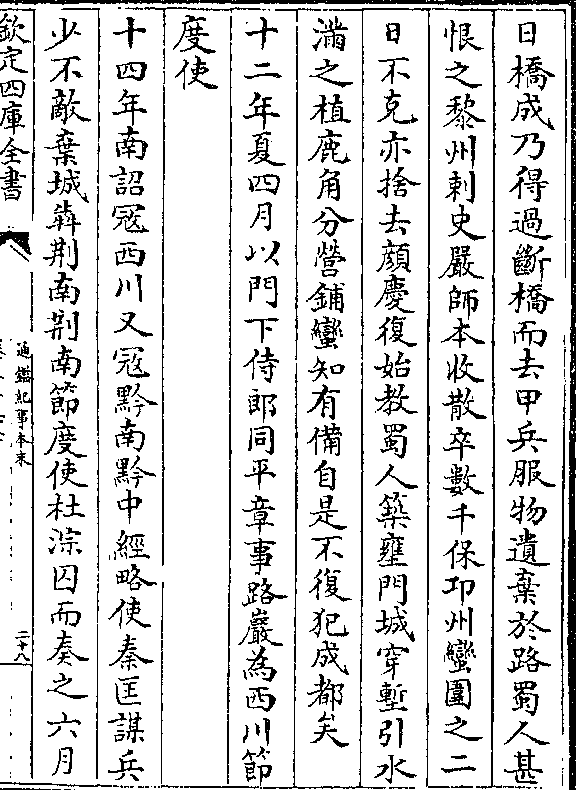 日橋成乃得過斷橋而去甲兵服物遺棄於路蜀人甚
恨之黎州刺史嚴師本收散卒數千保邛州蠻圍之二
日不克亦捨去顔慶復始教蜀人築壅門城穿塹引水
滿之植鹿角分營鋪蠻知有備自是不復犯成都矣
十二年夏四月以門下侍郎同平章事路巖為西川節
度使
十四年南詔冦西川又冦黔南黔中經略使秦匡謀兵
少不敵棄城犇荆南荆南節度使杜悰囚而奏之六月
欽定四庫全書
通鑑紀事本末
二十八